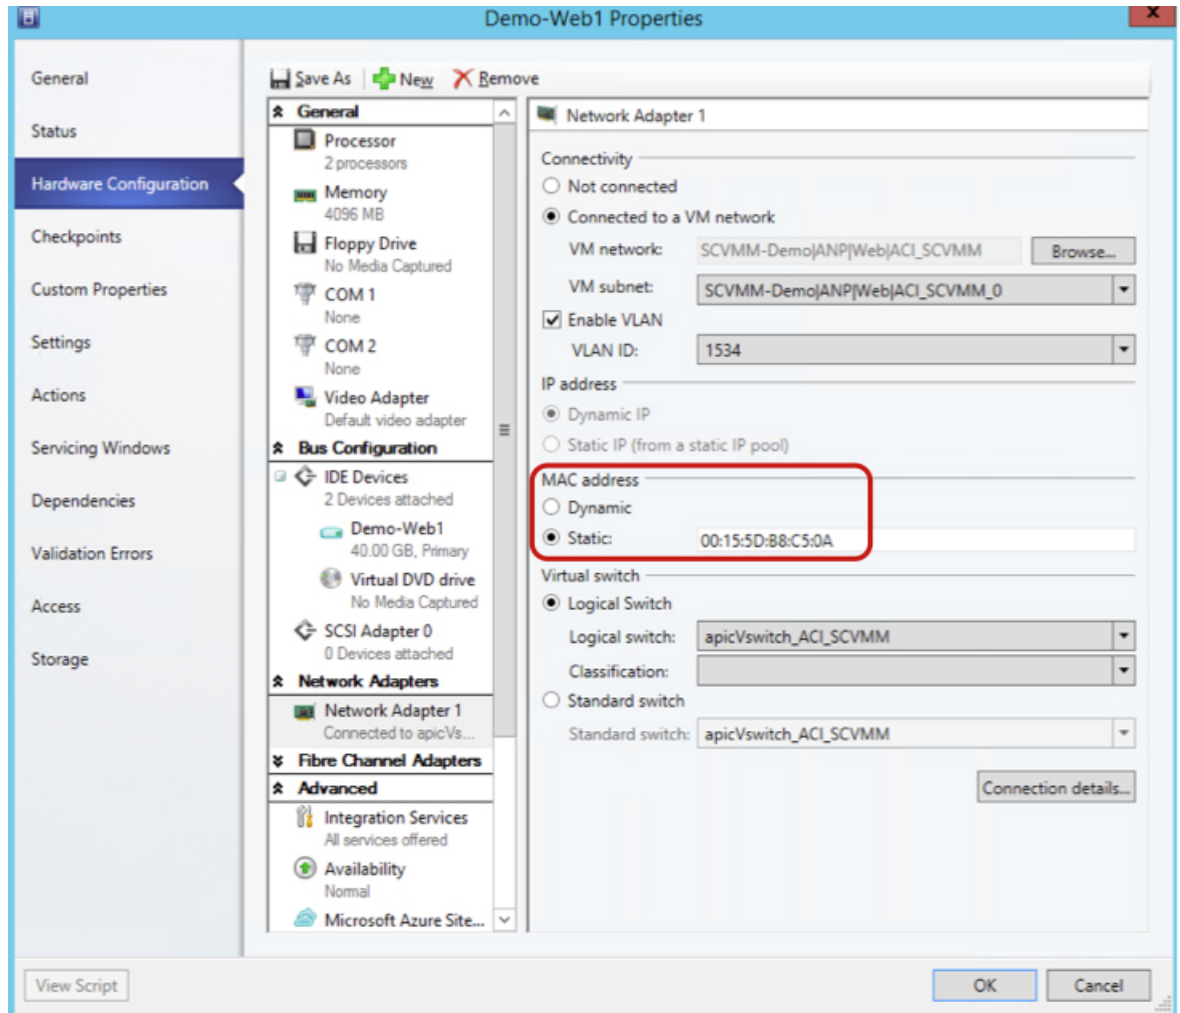 Demo-Web1 Properties
x
General
Status
Hardware Configuration
Checkpoints
Custom Properties
Settings
Actions
Servicing Windows
Dependencies
Validation Errors
Access
Storage
Save As New Remove
General
Processor
2 processors
Memory
4096 MB
Floppy Drive
No Media Captured
COM 1
None
COM 2
None
Video Adapter
Default video adapter
Bus Configuration
IDE Devices
2 Devices attached
Demo-Web1
40.00 GB, Primary
Virtual DVD drive
No Media Captured
SCSI Adapter 0
0 Devices attached
Network Adapters
Network Adapter 1
Connected to apicVs...
Fibre Channel Adapters
Advanced
Integration Services
All services offered
Availability
Normal
Microsoft Azure Site...
Network Adapter 1
Connectivity
Not connected
Connected to a VM network
VM network: SCVMM-Demo|ANP|Web|ACI_SCVMM Browse...
VM subnet: SCVMM-Demo|ANP|Web|ACI_SCVMM_0
Enable VLAN
VLAN ID: 1534
IP address
Dynamic IP
Static IP (from a static IP pool)
MAC address
Dynamic
Static: 00:15:5D:B8:C5:0A
Virtual switch
Logical Switch
Logical switch: apicVswitch_ACI_SCVMM
Classification:
Standard switch
Standard switch: apicVswitch_ACI_SCVMM
Connection details...
View Script OK Cancel